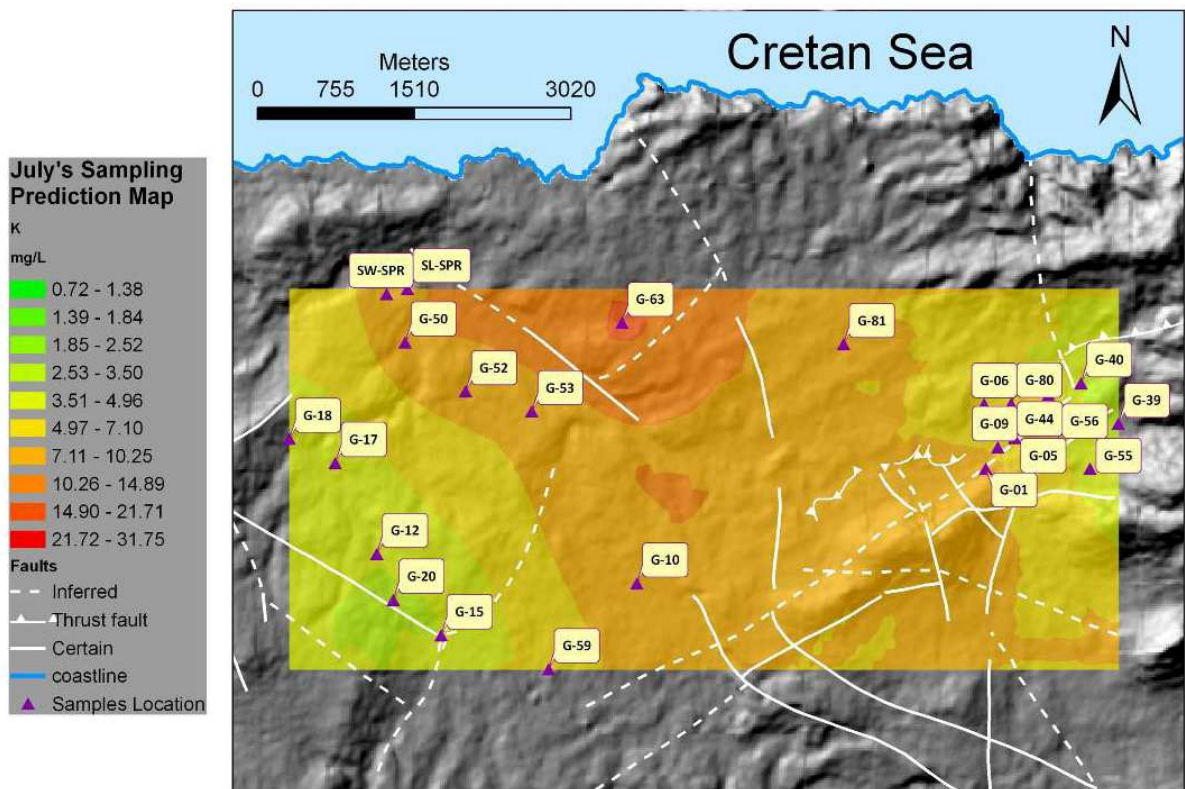 Cretan Sea
N
Meters
0 755 1510 3020
July's Sampling
Prediction Map
K
mg/L
0.72 - 1.38
1.39 - 1.84
1.85 - 2.52
2.53 - 3.50
3.51 - 4.96
4.97 - 7.10
7.11 - 10.25
10.26 - 14.89
14.90 - 21.71
21.72 - 31.75
Faults
Inferred
Thrust fault
Certain
coastline
Samples Location
SW-SPR
SL-SPR
G-63
G-50
G-81
G-52
G-53
G-06
G-80
G-40
G-18
G-17
G-09
G-44
G-56
G-39
G-05
G-55
G-01
G-12
G-20
G-10
G-15
G-59